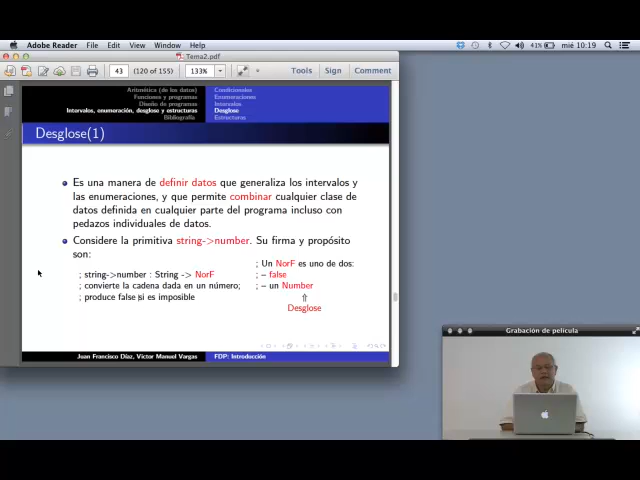 Adobe Reader File Edit View Window Help
41% mié 10:19
Tema2.pdf
43 (120 of 155) 133% Tools Sign Comment
Aritmética (de los datos)
Funciones y programas
Diseño de programas
Intervalos, enumeración, desglose y estructuras
Bibliografía
Condicionales
Enumeraciones
Intervalos
Desglose
Estructuras
Desglose(1)
Es una manera de definir datos que generaliza los intervalos y
las enumeraciones, y que permite combinar cualquier clase de
datos definida en cualquier parte del programa incluso con
pedazos individuales de datos.
Considere la primitiva string->number. Su firma y propósito
son:
; string->number : String -> NorF
; convierte la cadena dada en un número;
; produce false si es imposible
; Un NorF es uno de dos:
; – false
; – un Number
⇑
Desglose
Juan Francisco Díaz, Victor Manuel Vargas FDP: Introducción
Grabación de película